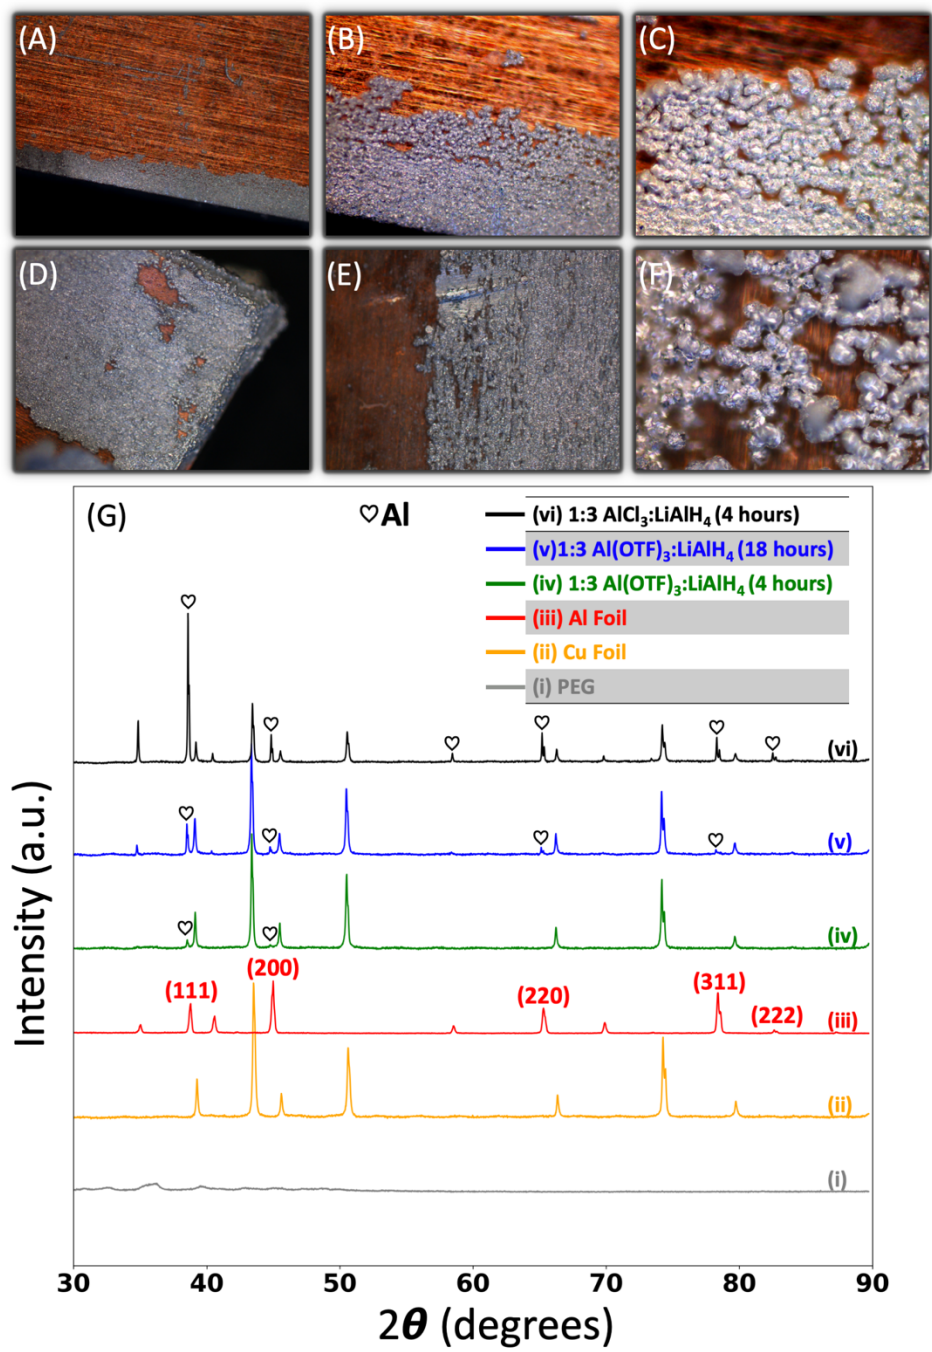 (A)
(B)
(C)
(D)
(E)
(F)
(G)
♡Al
(vi) 1:3 AlCl₃:LiAlH₄ (4 hours)
(v)1:3 Al(OTF)₃:LiAlH₄ (18 hours)
(iv) 1:3 Al(OTF)₃:LiAlH₄ (4 hours)
(iii) Al Foil
(ii) Cu Foil
(i) PEG
(vi)
(v)
(iv)
(111)
(200)
(220)
(311)
(222)
(iii)
(ii)
(i)
Intensity (a.u.)
30 40 50 60 70 80 90
2θ (degrees)